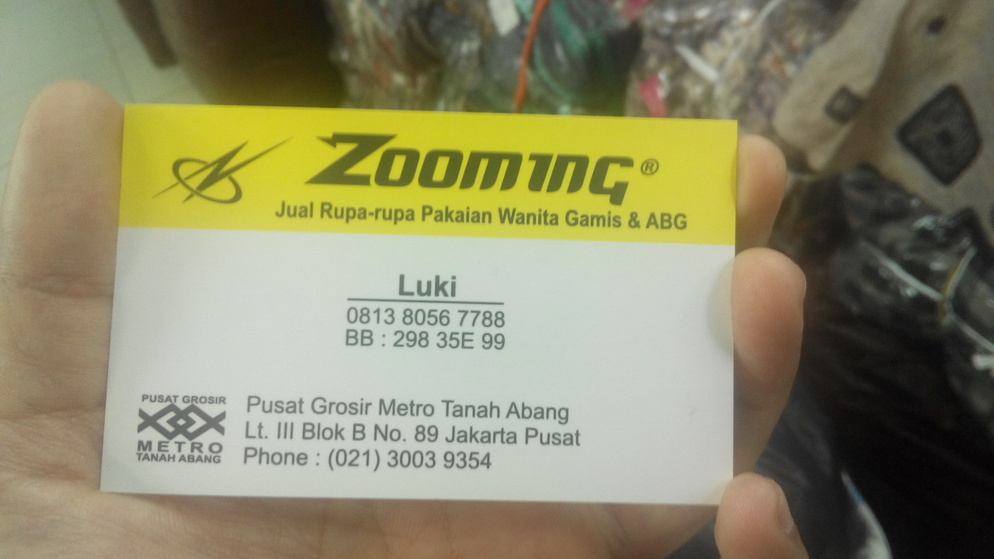 ZOOMING®
Jual Rupa-rupa Pakaian Wanita Gamis & ABG
Luki
0813 8056 7788
BB : 298 35E 99
PUSAT GROSIR
METRO
TANAH ABANG
Pusat Grosir Metro Tanah Abang
Lt. III Blok B No. 89 Jakarta Pusat
Phone : (021) 3003 9354